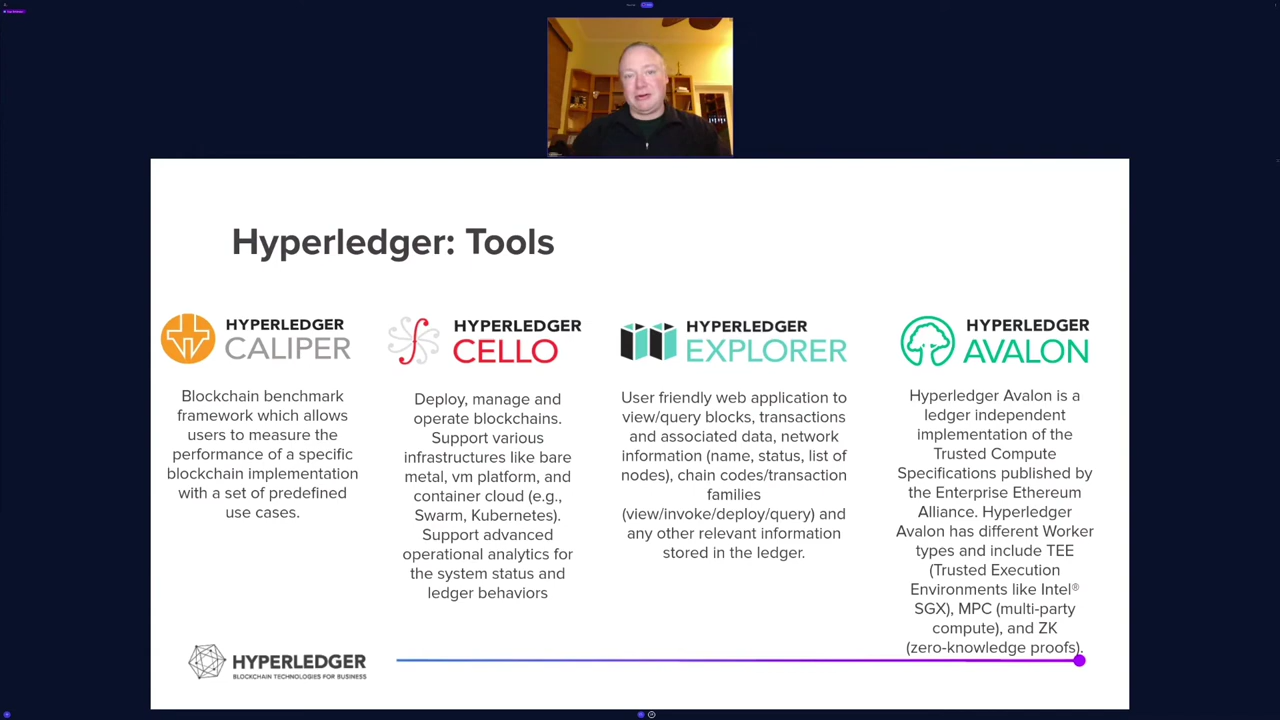 Hyperledger: Tools
HYPERLEDGER
CALIPER
Blockchain benchmark
framework which allows
users to measure the
performance of a specific
blockchain implementation
with a set of predefined
use cases.
HYPERLEDGER
CELLO
Deploy, manage and
operate blockchains.
Support various
infrastructures like bare
metal, vm platform, and
container cloud (e.g.,
Swarm, Kubernetes).
Support advanced
operational analytics for
the system status and
ledger behaviors
HYPERLEDGER
EXPLORER
User friendly web application to
view/query blocks, transactions
and associated data, network
information (name, status, list of
nodes), chain codes/transaction
families
(view/invoke/deploy/query) and
any other relevant information
stored in the ledger.
HYPERLEDGER
AVALON
Hyperledger Avalon is a
ledger independent
implementation of the
Trusted Compute
Specifications published by
the Enterprise Ethereum
Alliance. Hyperledger
Avalon has different Worker
types and include TEE
(Trusted Execution
Environments like Intel®
SGX), MPC (multi-party
compute), and ZK
(zero-knowledge proofs).
HYPERLEDGER
BLOCKCHAIN TECHNOLOGIES FOR BUSINESS